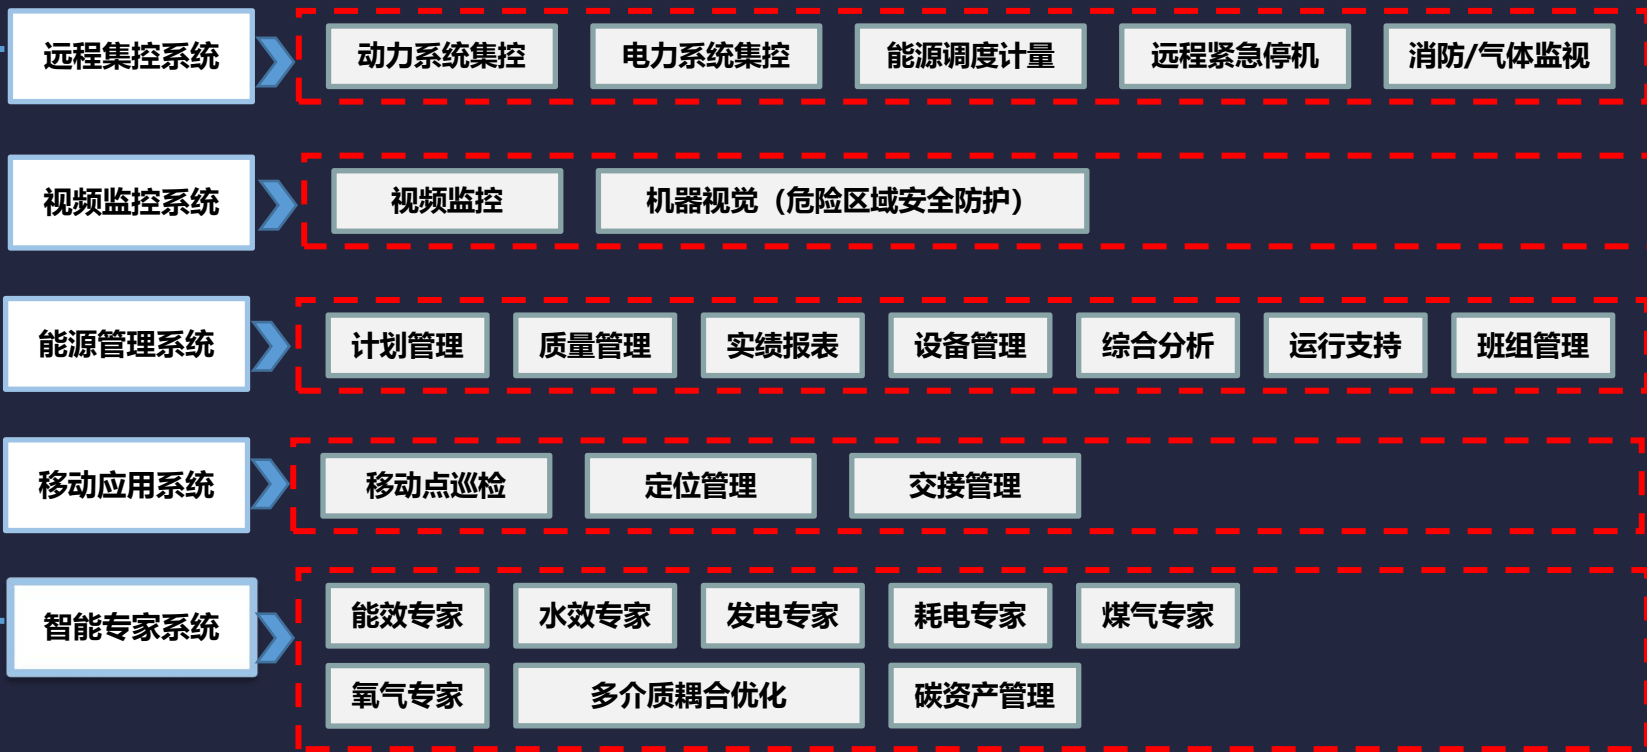 远程集控系统
动力系统集控
电力系统集控
能源调度计量
远程紧急停机
消防/气体监视
视频监控系统
视频监控
机器视觉（危险区域安全防护）
能源管理系统
计划管理
质量管理
实绩报表
设备管理
综合分析
运行支持
班组管理
移动应用系统
移动点巡检
定位管理
交接管理
智能专家系统
能效专家
水效专家
发电专家
耗电专家
煤气专家
氧气专家
多介质耦合优化
碳资产管理